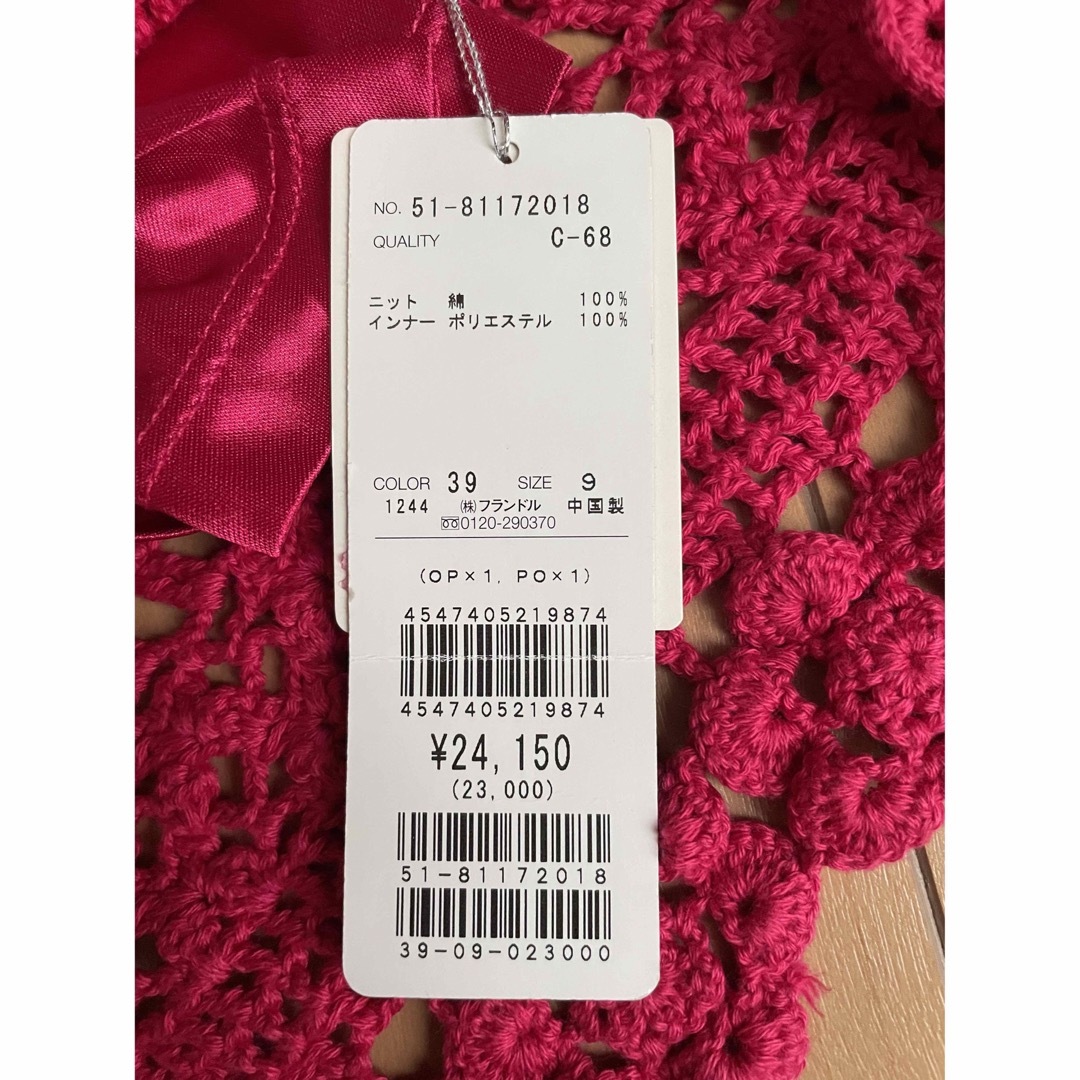 NO. 51-81172018
QUALITY C-68
ニット 綿 100%
インナー ポリエステル 100%
COLOR 39 SIZE 9
1244 ㈱フランドル 中国製
0120-290370
(OP×1, PO×1)
4547405219874
4547405219874
¥24,150
(23,000)
51-81172018
39-09-023000